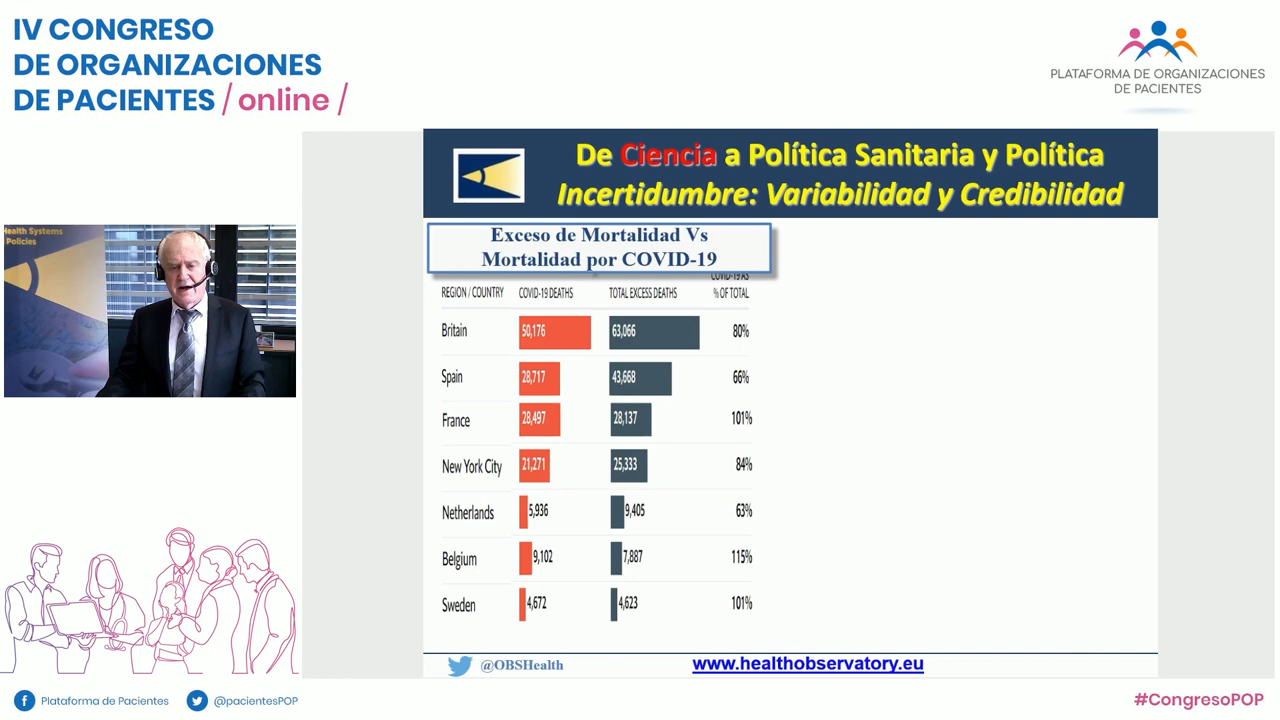 IV CONGRESO
DE ORGANIZACIONES
DE PACIENTES / online /
PLATAFORMA DE ORGANIZACIONES
DE PACIENTES
Health Systems
Policies
De Ciencia a Política Sanitaria y Política
Incertidumbre: Variabilidad y Credibilidad
Exceso de Mortalidad Vs
Mortalidad por COVID-19
COVID-19 AS
REGION / COUNTRY COVID-19 DEATHS TOTAL EXCESS DEATHS % OF TOTAL
Britain 50,176 63,066 80%
Spain 28,717 43,668 66%
France 28,497 28,137 101%
New York City 21,271 25,333 84%
Netherlands 5,936 9,405 63%
Belgium 9,102 7,887 115%
Sweden 4,672 4,623 101%
@OBSHealth www.healthobservatory.eu
Plataforma de Pacientes @pacientesPOP #CongresoPOP